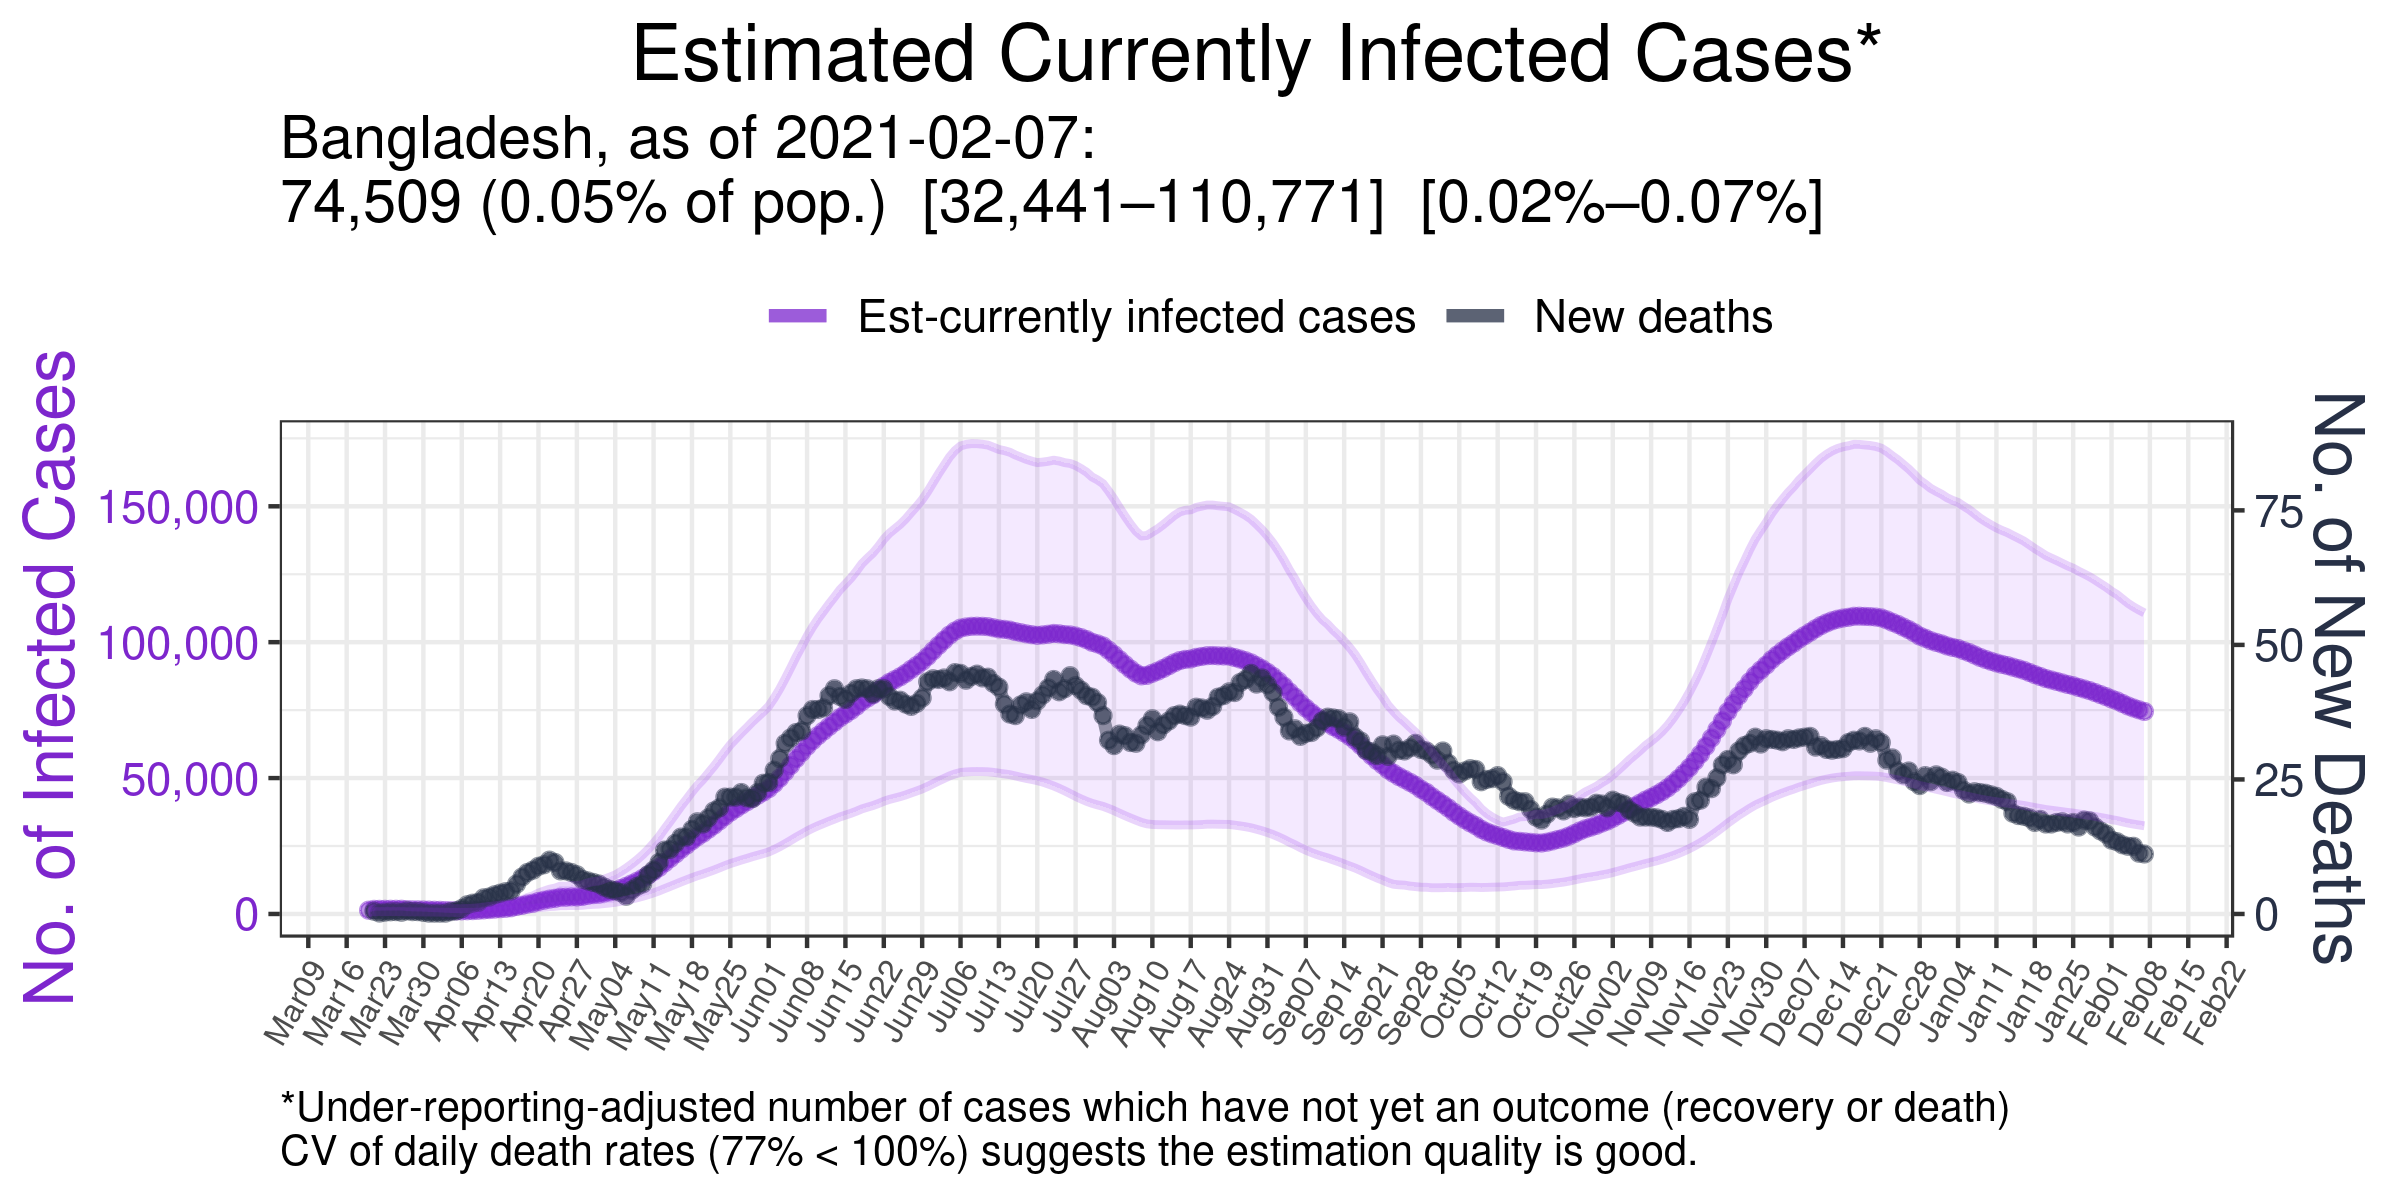 Estimated Currently Infected Cases*
Bangladesh, as of 2021-02-07:
74,509 (0.05% of pop.) [32,441–110,771] [0.02%–0.07%]
Est-currently infected cases
New deaths
No. of Infected Cases
150,000
100,000
50,000
0
75
50
25
0
No. of New Deaths
Mar09
Mar16
Mar23
Mar30
Apr06
Apr13
Apr20
Apr27
May04
May11
May18
May25
Jun01
Jun08
Jun15
Jun22
Jun29
Jul06
Jul13
Jul20
Jul27
Aug03
Aug10
Aug17
Aug24
Aug31
Sep07
Sep14
Sep21
Sep28
Oct05
Oct12
Oct19
Oct26
Nov02
Nov09
Nov16
Nov23
Nov30
Dec07
Dec14
Dec21
Dec28
Jan04
Jan11
Jan18
Jan25
Feb01
Feb08
Feb15
Feb22
*Under-reporting-adjusted number of cases which have not yet an outcome (recovery or death)
CV of daily death rates (77% < 100%) suggests the estimation quality is good.